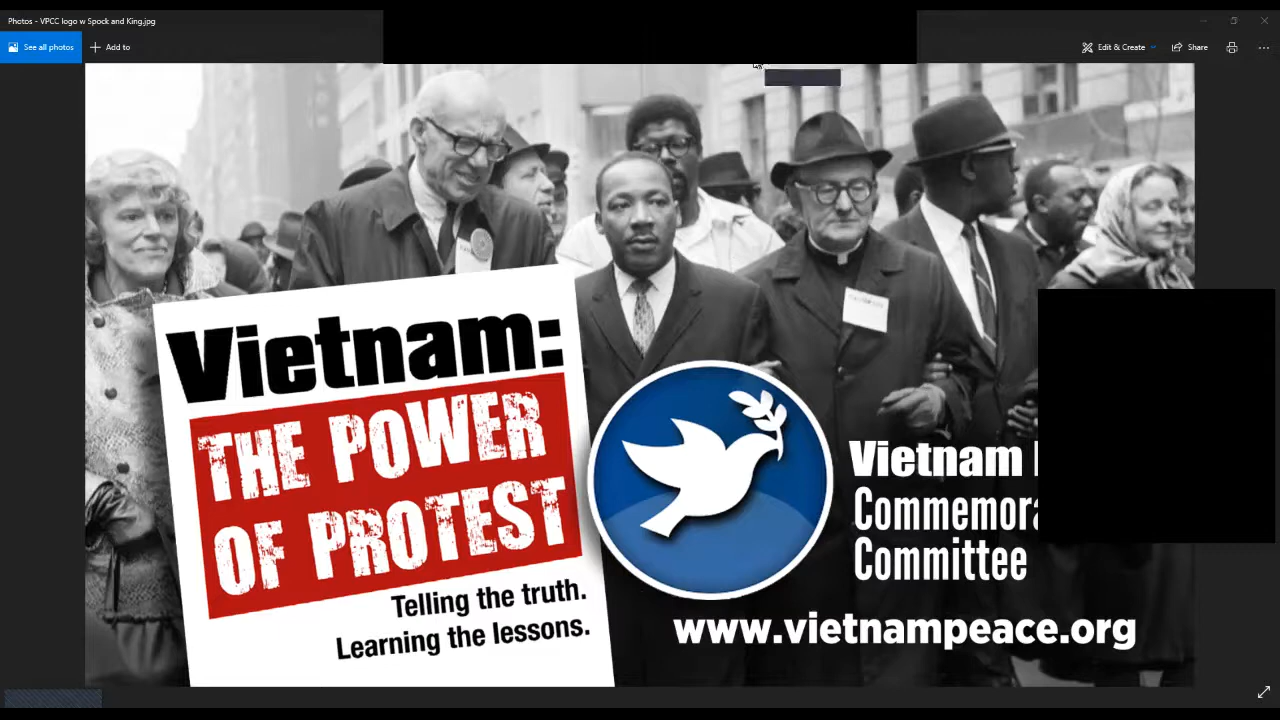 Photos - VPCC logo w Spock and King.jpg
See all photos
Add to
Edit & Create
Share
Vietnam:
THE POWER
OF PROTEST
Telling the truth.
Learning the lessons.
Vietnam
Committee
www.vietnampeace.org